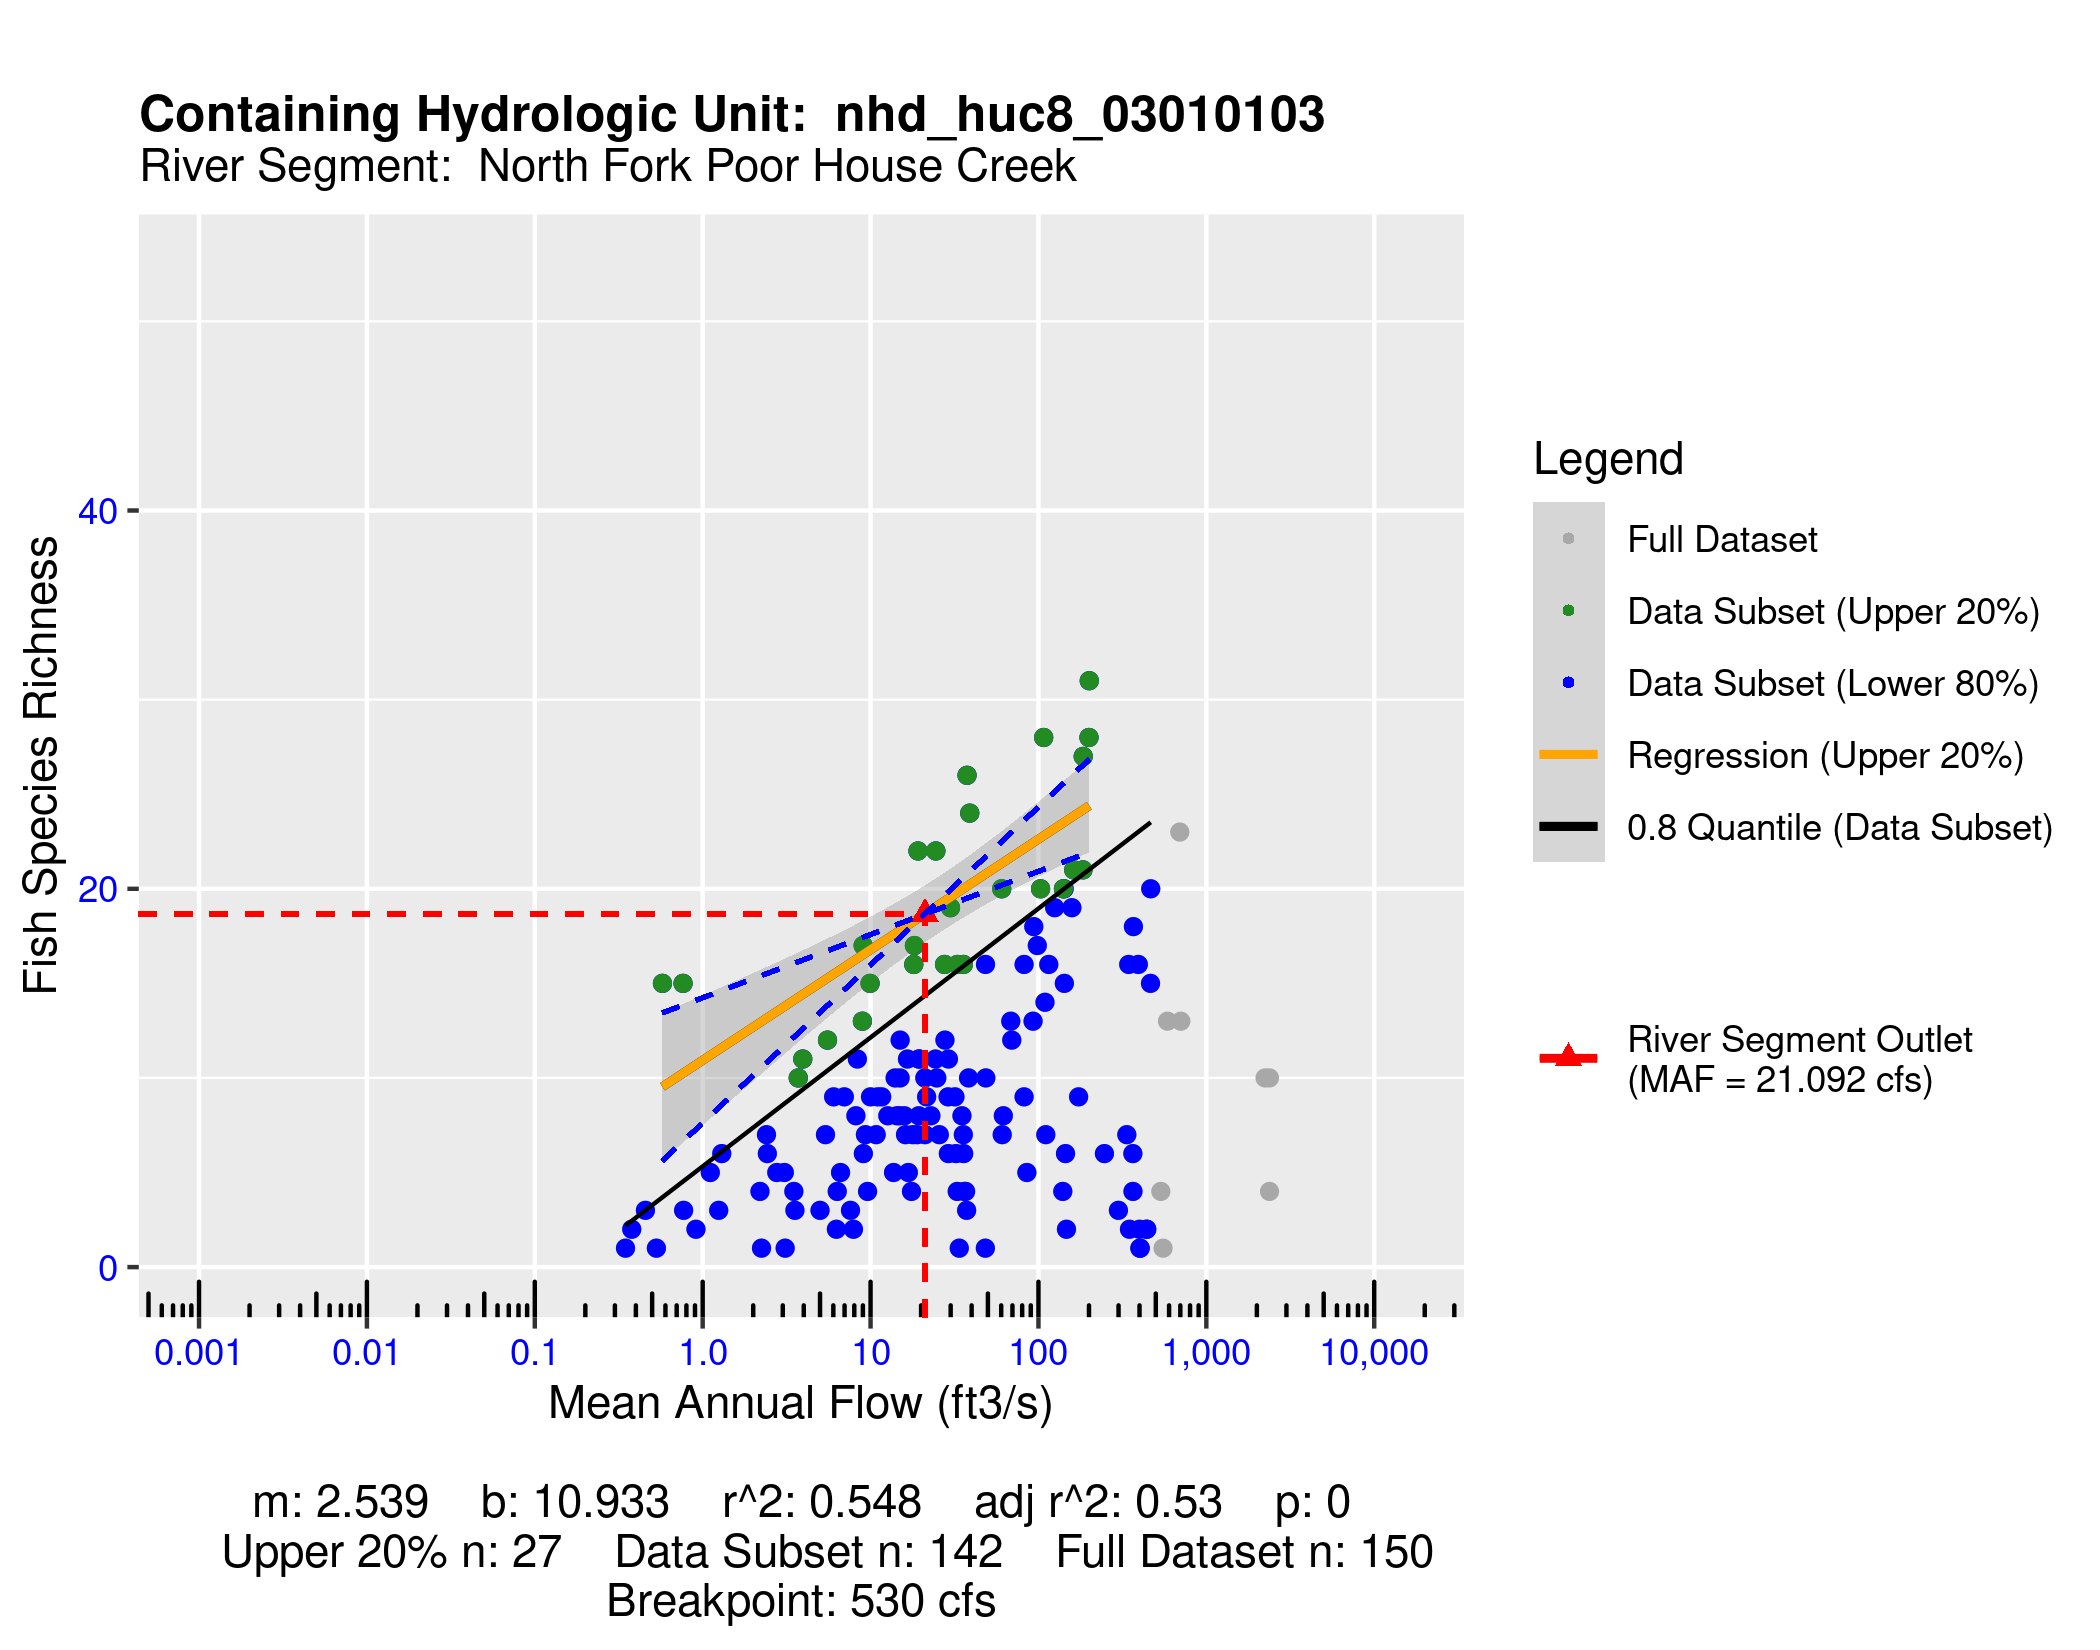 Containing Hydrologic Unit:  nhd_huc8_03010103
River Segment:  North Fork Poor House Creek
Fish Species Richness
40
20
0
0.001 0.01 0.1 1.0 10 100 1,000 10,000
Mean Annual Flow (ft3/s)
Legend
Full Dataset
Data Subset (Upper 20%)
Data Subset (Lower 80%)
Regression (Upper 20%)
0.8 Quantile (Data Subset)
River Segment Outlet
(MAF = 21.092 cfs)
m: 2.539    b: 10.933    r^2: 0.548    adj r^2: 0.53    p: 0
Upper 20% n: 27    Data Subset n: 142    Full Dataset n: 150
Breakpoint: 530 cfs